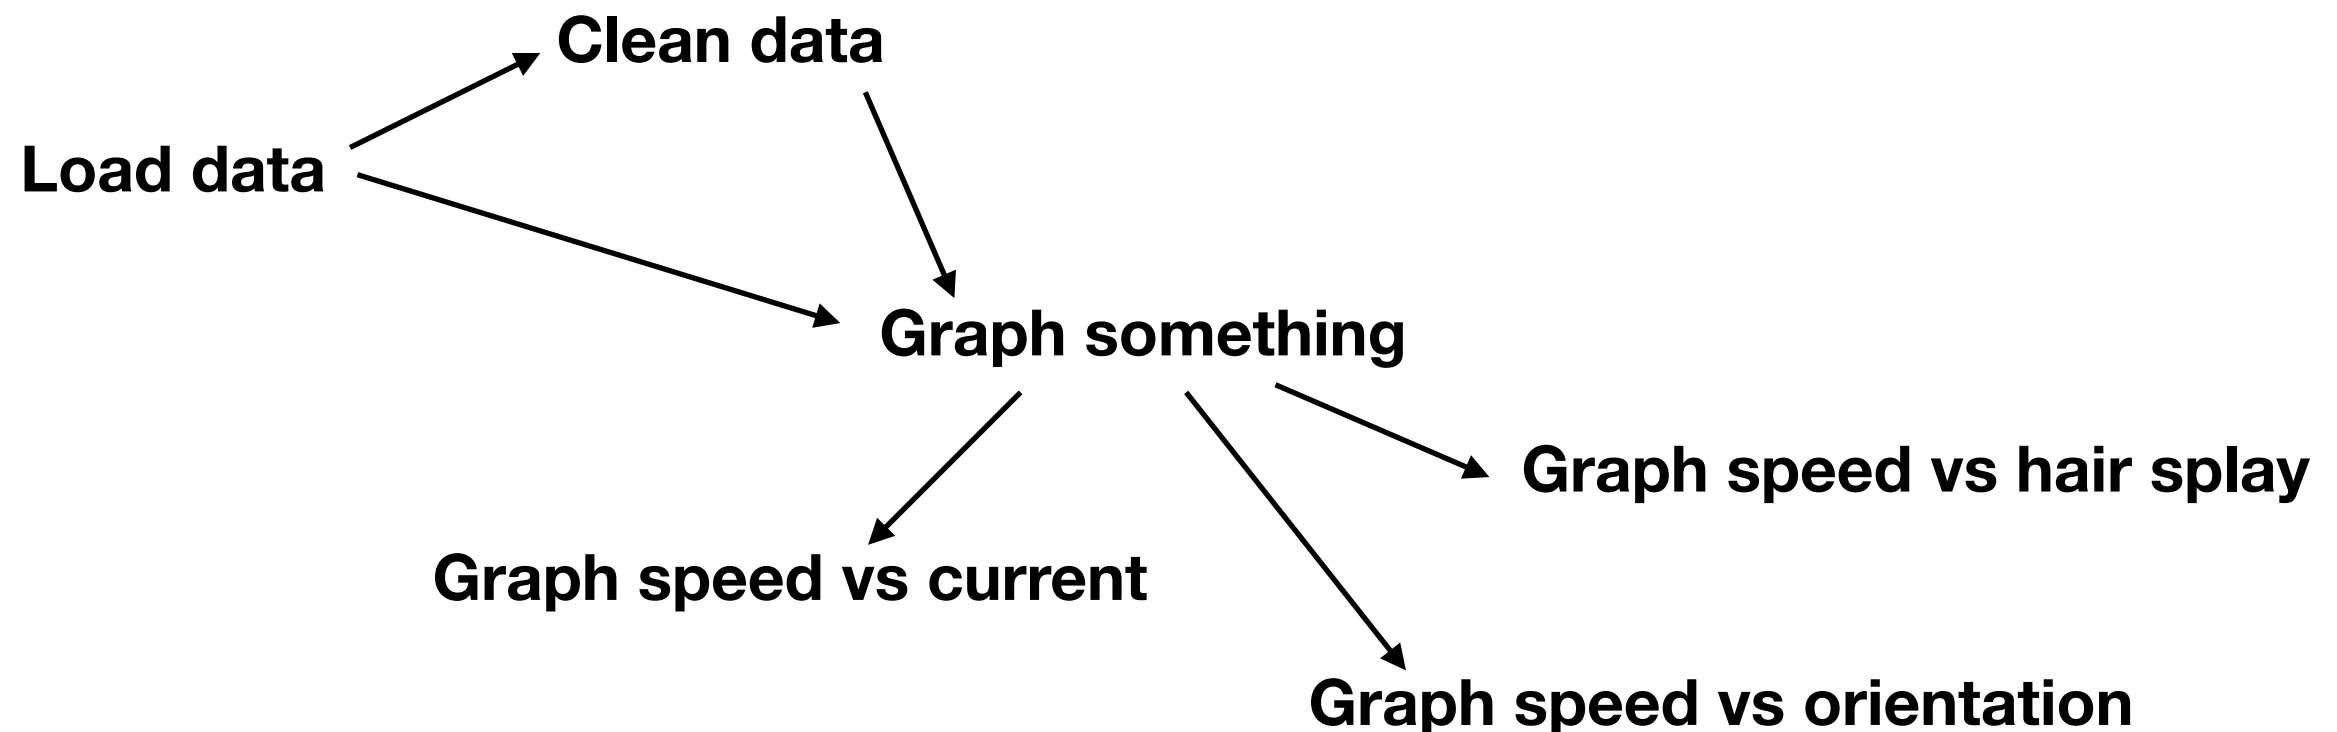 Clean data
Load data
Graph something
Graph speed vs hair splay
Graph speed vs current
Graph speed vs orientation